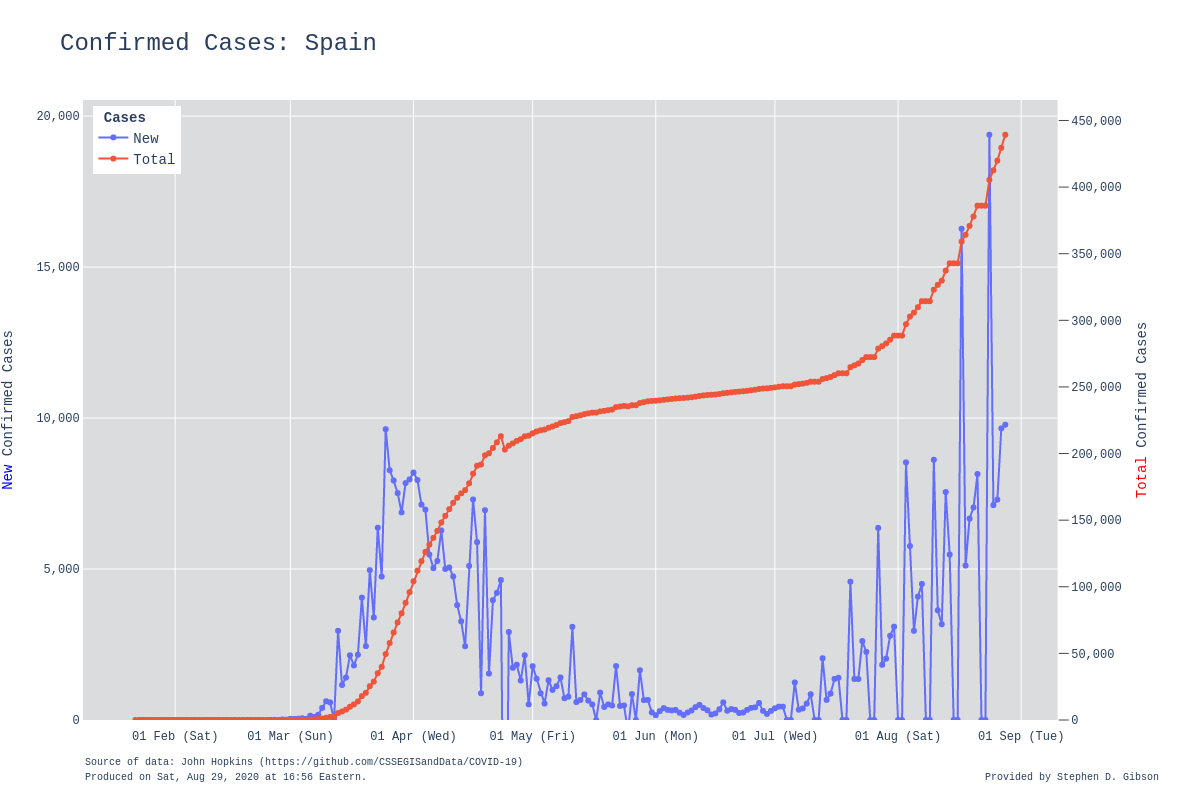 Confirmed Cases: Spain
Cases
New
Total
20,000
15,000
10,000
5,000
0
450,000
400,000
350,000
300,000
250,000
200,000
150,000
100,000
50,000
0
New Confirmed Cases
Total Confirmed Cases
01 Feb (Sat) 01 Mar (Sun) 01 Apr (Wed) 01 May (Fri) 01 Jun (Mon) 01 Jul (Wed) 01 Aug (Sat) 01 Sep (Tue)
Source of data: John Hopkins (https://github.com/CSSEGISandData/COVID-19)
Produced on Sat, Aug 29, 2020 at 16:56 Eastern.
Provided by Stephen D. Gibson